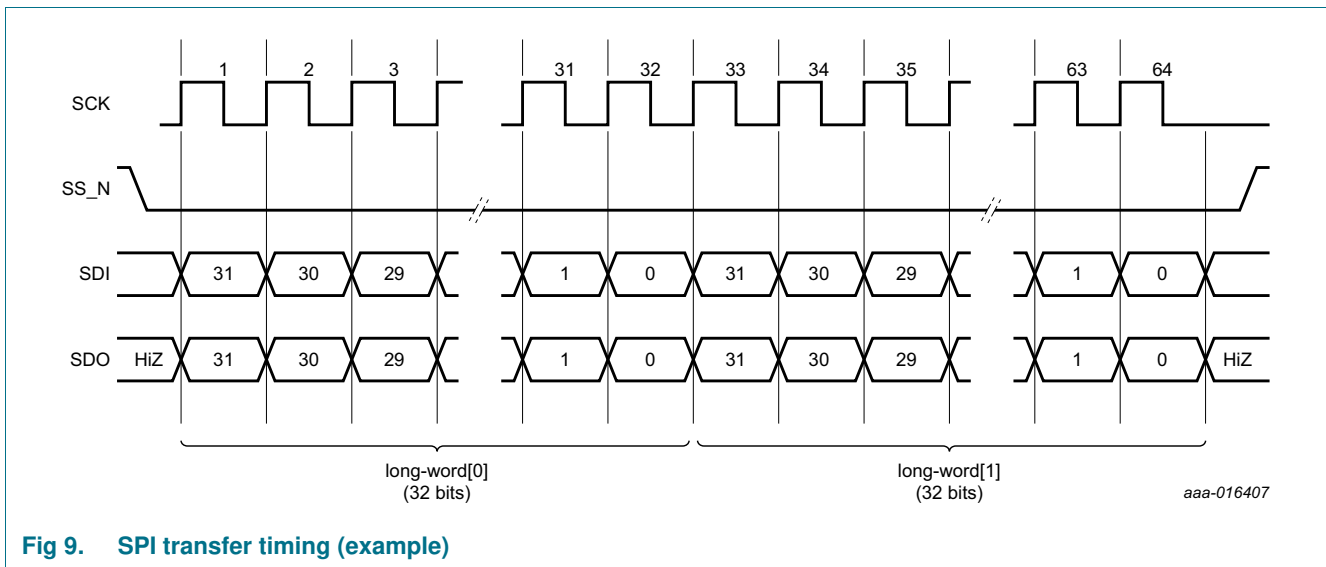 1 2 3 31 32 33 34 35 63 64
SCK
SS_N
SDI 31 30 29 1 0 31 30 29 1 0
SDO HiZ 31 30 29 1 0 31 30 29 1 0 HiZ
long-word[0] long-word[1]
(32 bits) (32 bits)
aaa-016407
Fig 9. SPI transfer timing (example)